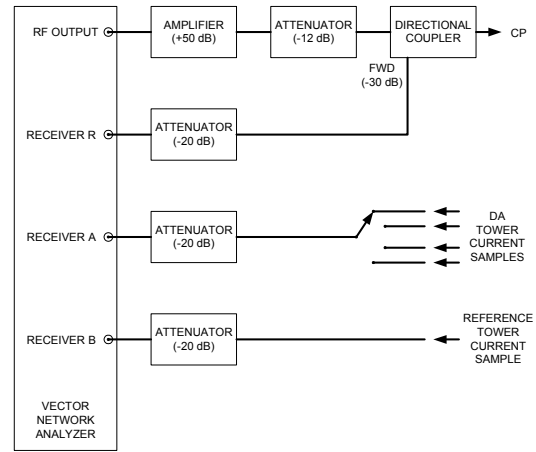 RF OUTPUT
AMPLIFIER
(+50 dB)
ATTENUATOR
(-12 dB)
DIRECTIONAL
COUPLER
CP
FWD
(-30 dB)
RECEIVER R
ATTENUATOR
(-20 dB)
RECEIVER A
ATTENUATOR
(-20 dB)
DA
TOWER
CURRENT
SAMPLES
RECEIVER B
ATTENUATOR
(-20 dB)
REFERENCE
TOWER
CURRENT
SAMPLE
VECTOR
NETWORK
ANALYZER